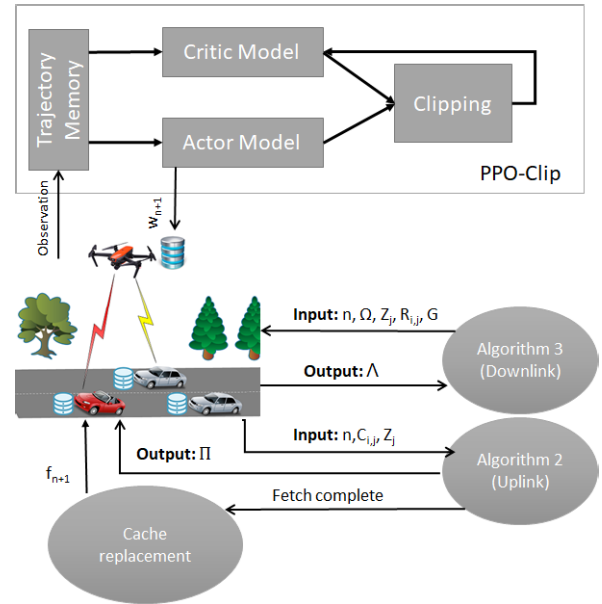 Trajectory
Memory
Critic Model
Actor Model
Clipping
PPO-Clip
Observation
w_{n+1}
Input: n, Ω, Z_j, R_{i,j}, G
Algorithm 3
(Downlink)
Output: Λ
Input: n,C_{i,j}, Z_j
Output: Π
Algorithm 2
(Uplink)
f_{n+1}
Fetch complete
Cache
replacement